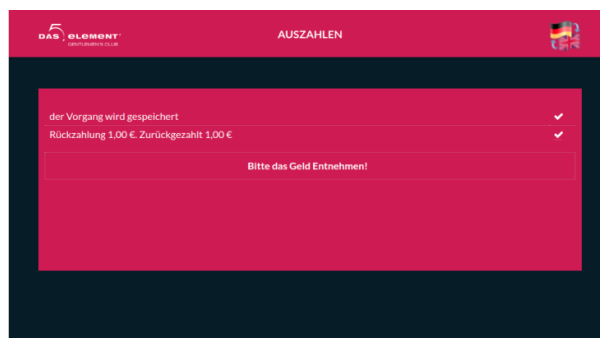 DAS 5. ELEMENT
GENTLEMEN'S CLUB
AUSZAHLEN
der Vorgang wird gespeichert
Rückzahlung 1,00 €. Zurückgezahlt 1,00 €
Bitte das Geld Entnehmen!